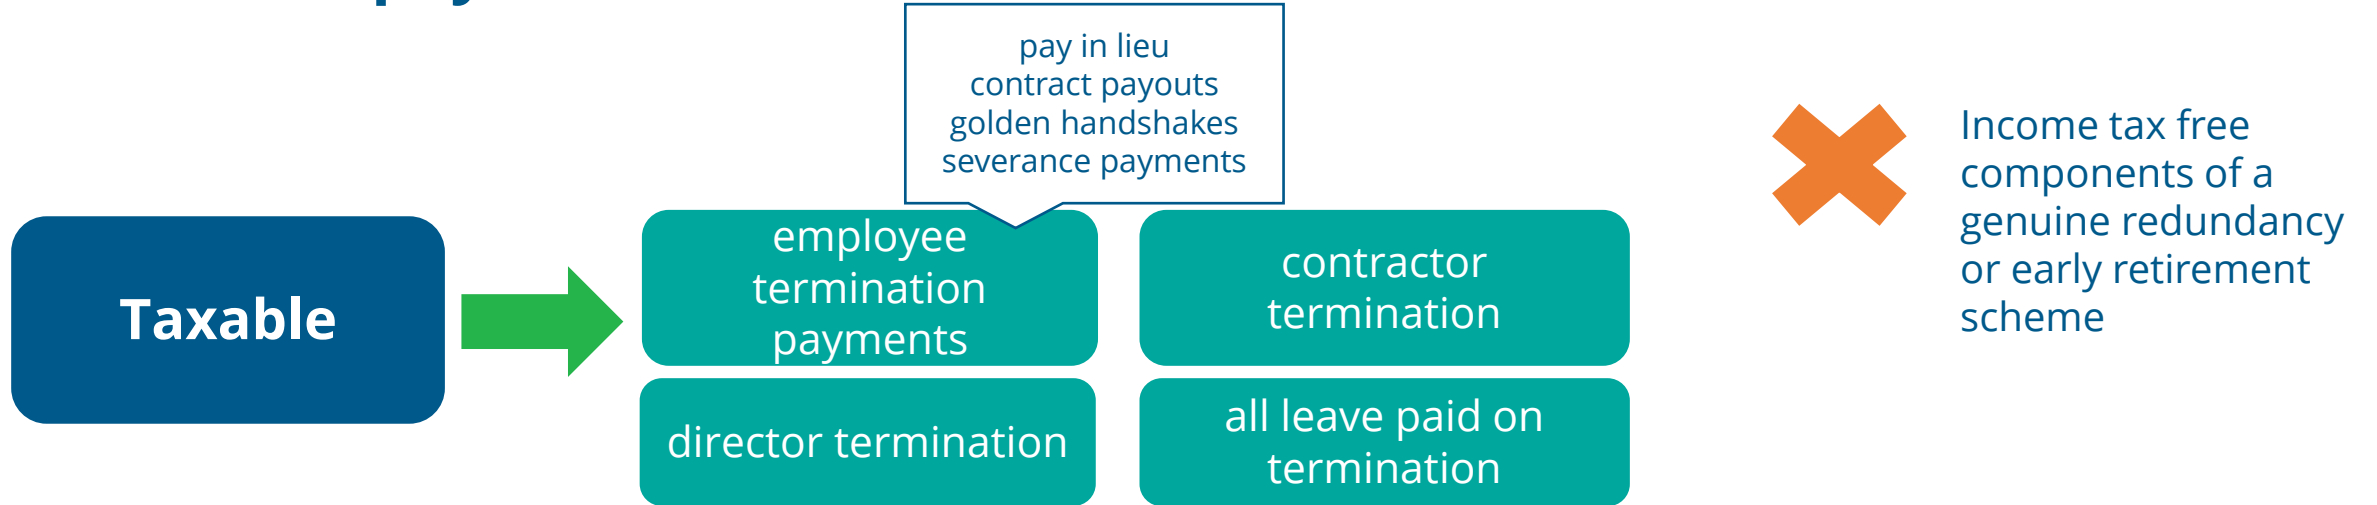 pay in lieu
contract payouts
golden handshakes
severance payments
Taxable
employee
termination
payments
contractor
termination
director termination
all leave paid on
termination
Income tax free
components of a
genuine redundancy
or early retirement
scheme